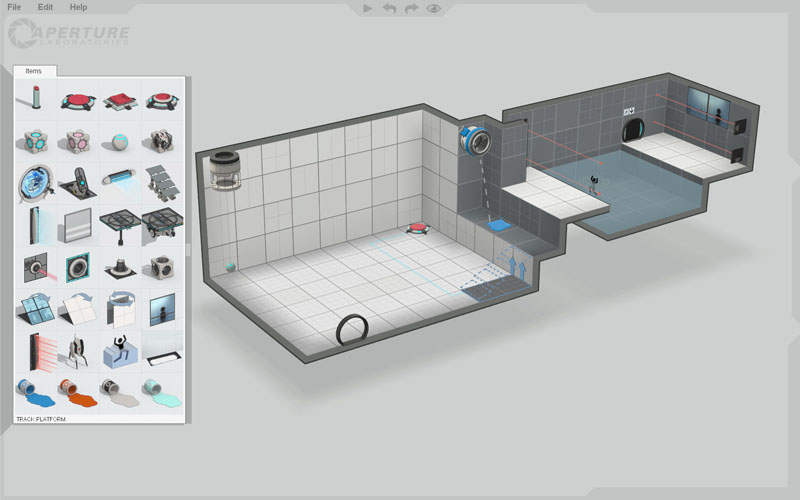 File Edit Help
APERTURE
LABORATORIES
Items
TRACK PLATFORM